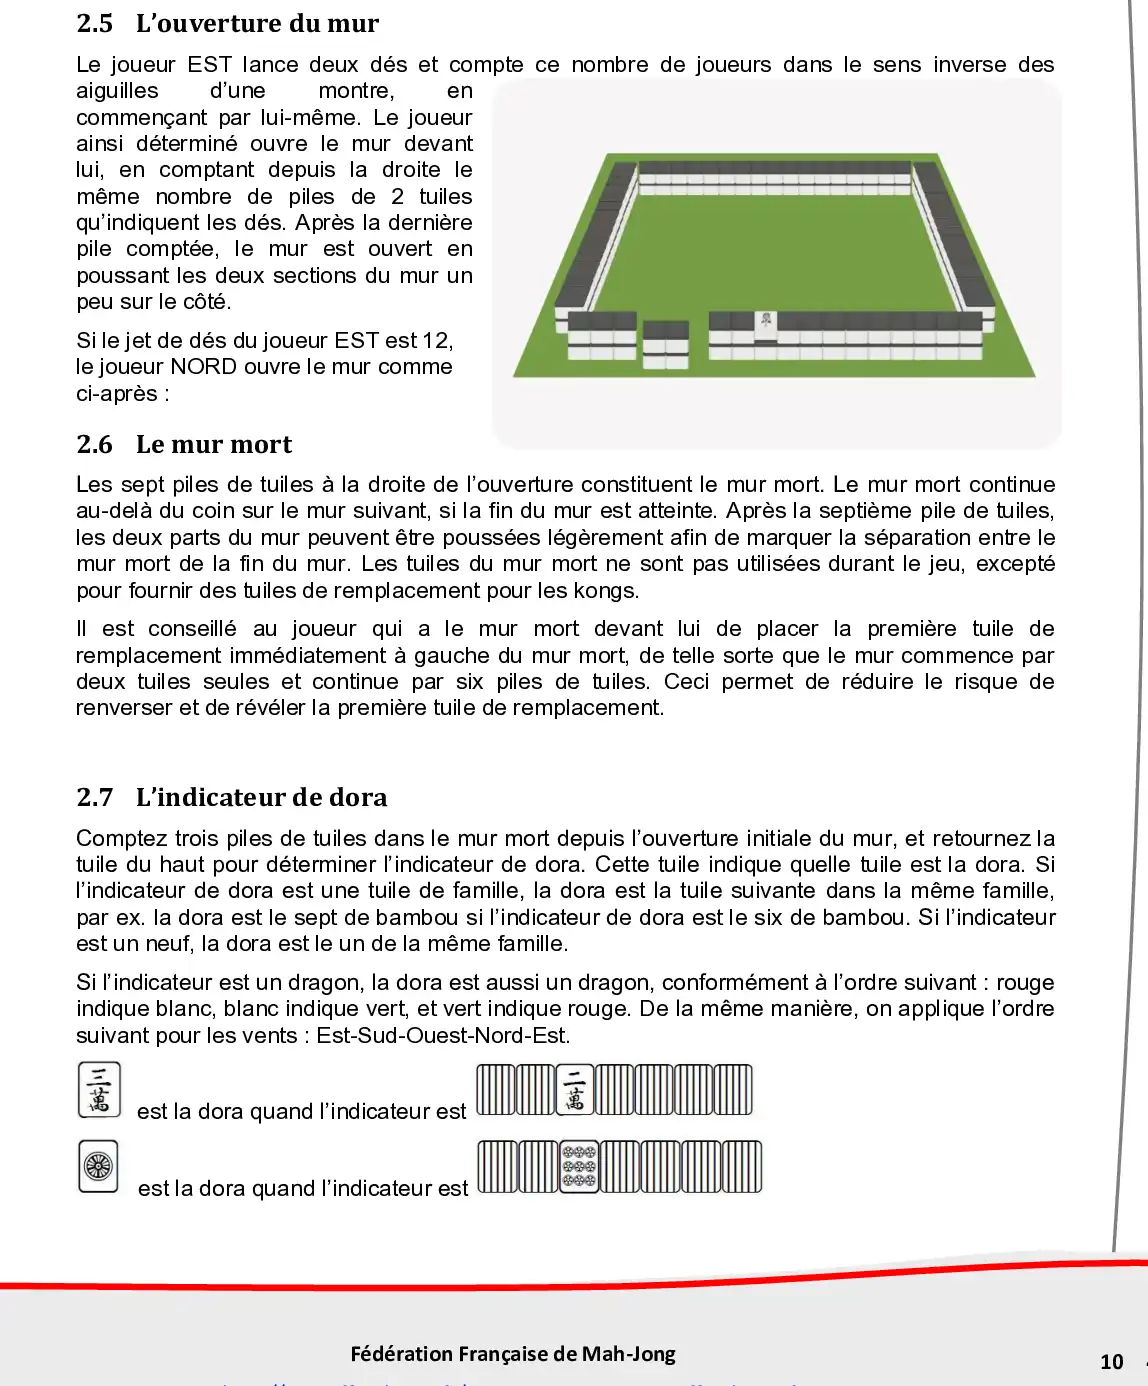 2.5 L’ouverture du mur
Le joueur EST lance deux dés et compte ce nombre de joueurs dans le sens inverse des
aiguilles d’une montre, en
commençant par lui-même. Le joueur
ainsi déterminé ouvre le mur devant
lui, en comptant depuis la droite le
même nombre de piles de 2 tuiles
qu’indiquent les dés. Après la dernière
pile comptée, le mur est ouvert en
poussant les deux sections du mur un
peu sur le côté.
Si le jet de dés du joueur EST est 12,
le joueur NORD ouvre le mur comme
ci-après :
2.6 Le mur mort
Les sept piles de tuiles à la droite de l’ouverture constituent le mur mort. Le mur mort continue
au-delà du coin sur le mur suivant, si la fin du mur est atteinte. Après la septième pile de tuiles,
les deux parts du mur peuvent être poussées légèrement afin de marquer la séparation entre le
mur mort de la fin du mur. Les tuiles du mur mort ne sont pas utilisées durant le jeu, excepté
pour fournir des tuiles de remplacement pour les kongs.
Il est conseillé au joueur qui a le mur mort devant lui de placer la première tuile de
remplacement immédiatement à gauche du mur mort, de telle sorte que le mur commence par
deux tuiles seules et continue par six piles de tuiles. Ceci permet de réduire le risque de
renverser et de révéler la première tuile de remplacement.
2.7 L’indicateur de dora
Comptez trois piles de tuiles dans le mur mort depuis l’ouverture initiale du mur, et retournez la
tuile du haut pour déterminer l’indicateur de dora. Cette tuile indique quelle tuile est la dora. Si
l’indicateur de dora est une tuile de famille, la dora est la tuile suivante dans la même famille,
par ex. la dora est le sept de bambou si l’indicateur de dora est le six de bambou. Si l’indicateur
est un neuf, la dora est le un de la même famille.
Si l’indicateur est un dragon, la dora est aussi un dragon, conformément à l’ordre suivant : rouge
indique blanc, blanc indique vert, et vert indique rouge. De la même manière, on applique l’ordre
suivant pour les vents : Est-Sud-Ouest-Nord-Est.
三萬 est la dora quand l’indicateur est 二萬
est la dora quand l’indicateur est
Fédération Française de Mah-Jong
10